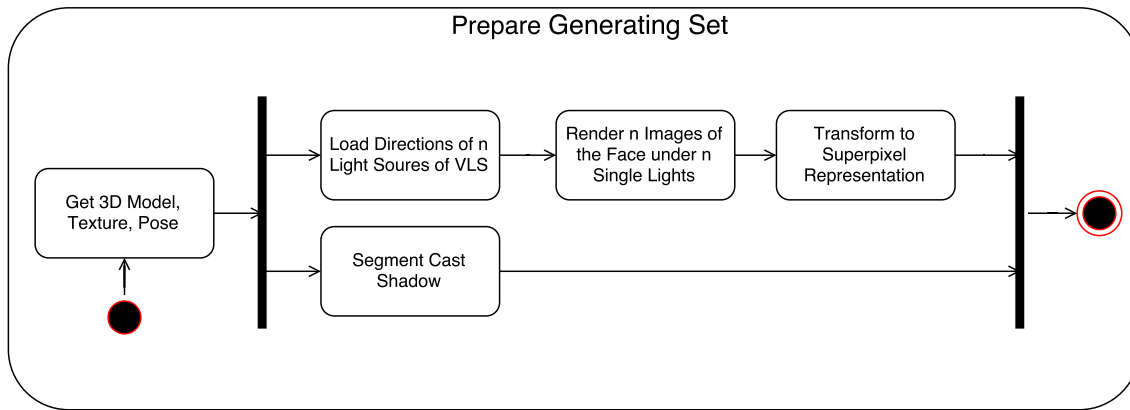 Prepare Generating Set
Get 3D Model,
Texture, Pose
Load Directions of n
Light Soures of VLS
Render n Images of
the Face under n
Single Lights
Transform to
Superpixel
Representation
Segment Cast
Shadow